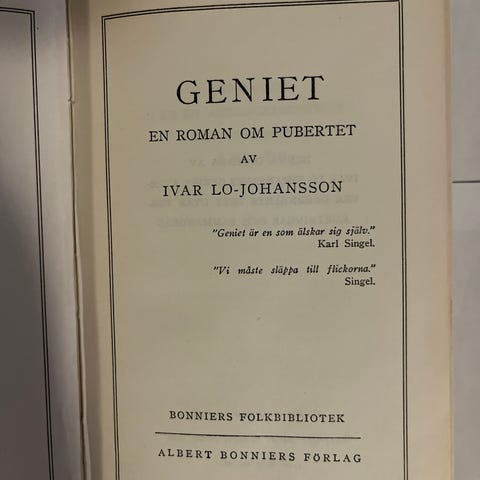 GENIET
EN ROMAN OM PUBERTET
AV
IVAR LO-JOHANSSON
"Geniet är en som älskar sig själv."
Karl Singel.
"Vi måste släppa till flickorna."
Singel.
BONNIERS FOLKBIBLIOTEK
ALBERT BONNIERS FÖRLAG